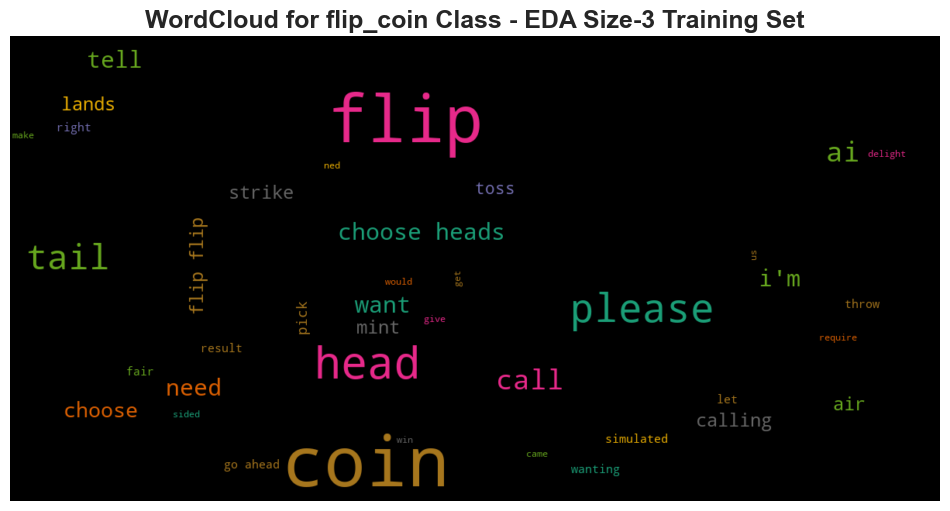 WordCloud for flip_coin Class - EDA Size-3 Training Set
tell
lands
right
make
flip
ned
ai
delight
strike
toss
choose heads
tail
flip flip
would
get
us
i'm
want
mint
give
pick
please
throw
require
result
head
fair
need
call
choose
sided
let
air
calling
coin
win
simulated
go ahead
came
wanting